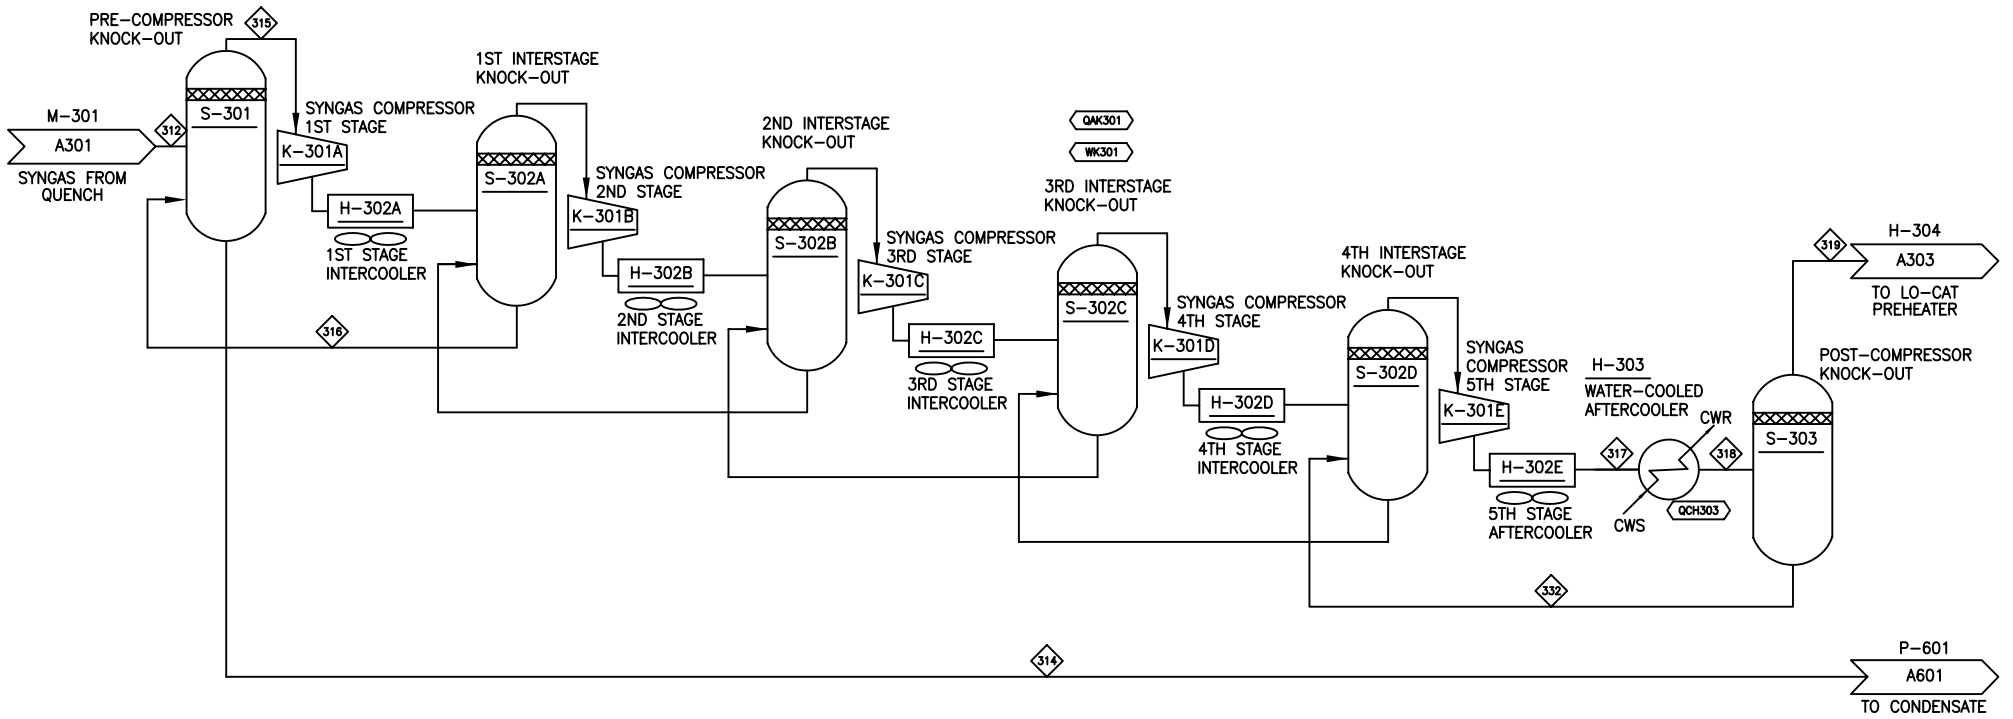 PRE-COMPRESSOR
KNOCK-OUT
315
M-301
A301
SYNGAS FROM
QUENCH
312
S-301
SYNGAS COMPRESSOR
1ST STAGE
K-301A
H-302A
1ST STAGE
INTERCOOLER
316
1ST INTERSTAGE
KNOCK-OUT
S-302A
SYNGAS COMPRESSOR
2ND STAGE
K-301B
H-302B
2ND STAGE
INTERCOOLER
2ND INTERSTAGE
KNOCK-OUT
S-302B
SYNGAS COMPRESSOR
3RD STAGE
K-301C
H-302C
3RD STAGE
INTERCOOLER
QAK301
WK301
3RD INTERSTAGE
KNOCK-OUT
S-302C
SYNGAS COMPRESSOR
4TH STAGE
K-301D
H-302D
4TH STAGE
INTERCOOLER
4TH INTERSTAGE
KNOCK-OUT
S-302D
SYNGAS
COMPRESSOR
5TH STAGE
K-301E
H-302E
5TH STAGE
AFTERCOOLER
H-303
WATER-COOLED
AFTERCOOLER
CWR
317
318
QCH303
CWS
332
POST-COMPRESSOR
KNOCK-OUT
S-303
319
H-304
A303
TO LO-CAT
PREHEATER
314
P-601
A601
TO CONDENSATE